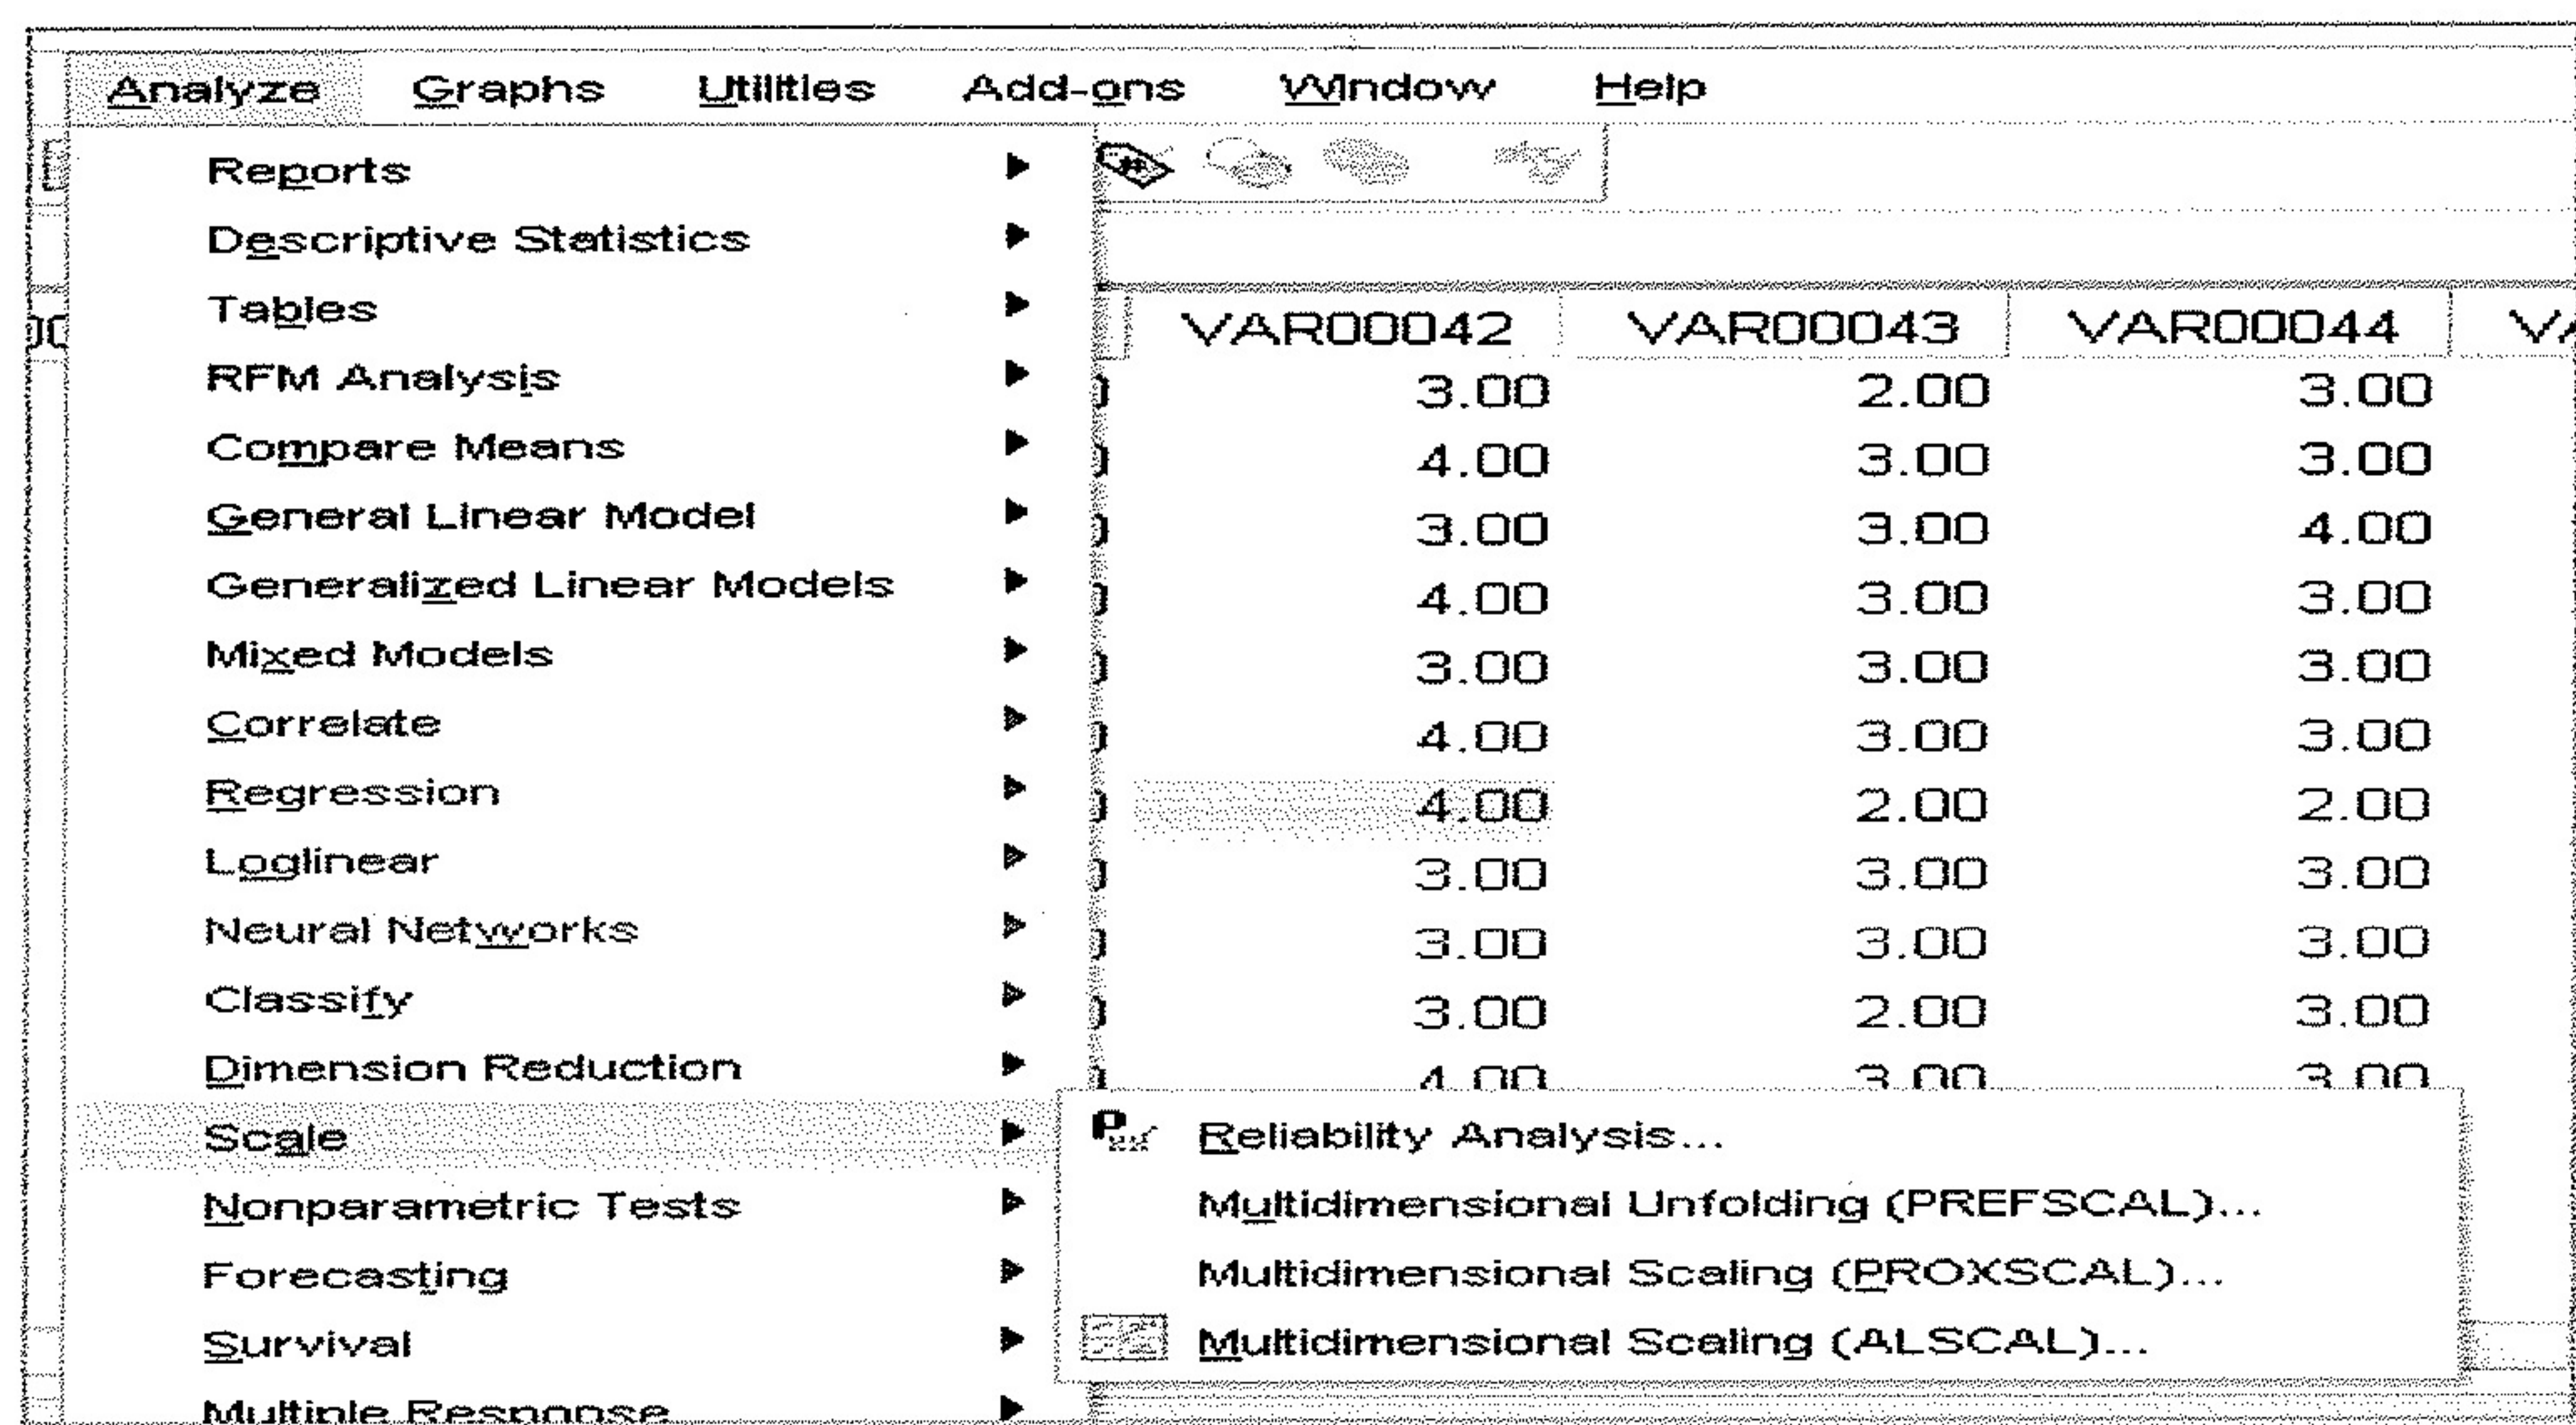 Analyze Graphs Utilities Add-ons Window Help
Reports
Descriptive Statistics
Tables
VAR00042 VAR00043 VAR00044
RFM Analysis 3.00 2.00 3.00
Compare Means 4.00 3.00 3.00
General Linear Model 3.00 3.00 4.00
Generalized Linear Models 4.00 3.00 3.00
Mixed Models 3.00 3.00 3.00
Correlate 4.00 3.00 3.00
Regression 4.00 2.00 2.00
Loglinear 3.00 3.00 3.00
Neural Networks 3.00 3.00 3.00
Classify 3.00 2.00 3.00
Dimension Reduction 4.00 3.00 3.00
Scale Reliability Analysis...
Nonparametric Tests Multidimensional Unfolding (PREFSCAL)...
Forecasting Multidimensional Scaling (PROXSCAL)...
Survival Multidimensional Scaling (ALSCAL)...
Multiple Response